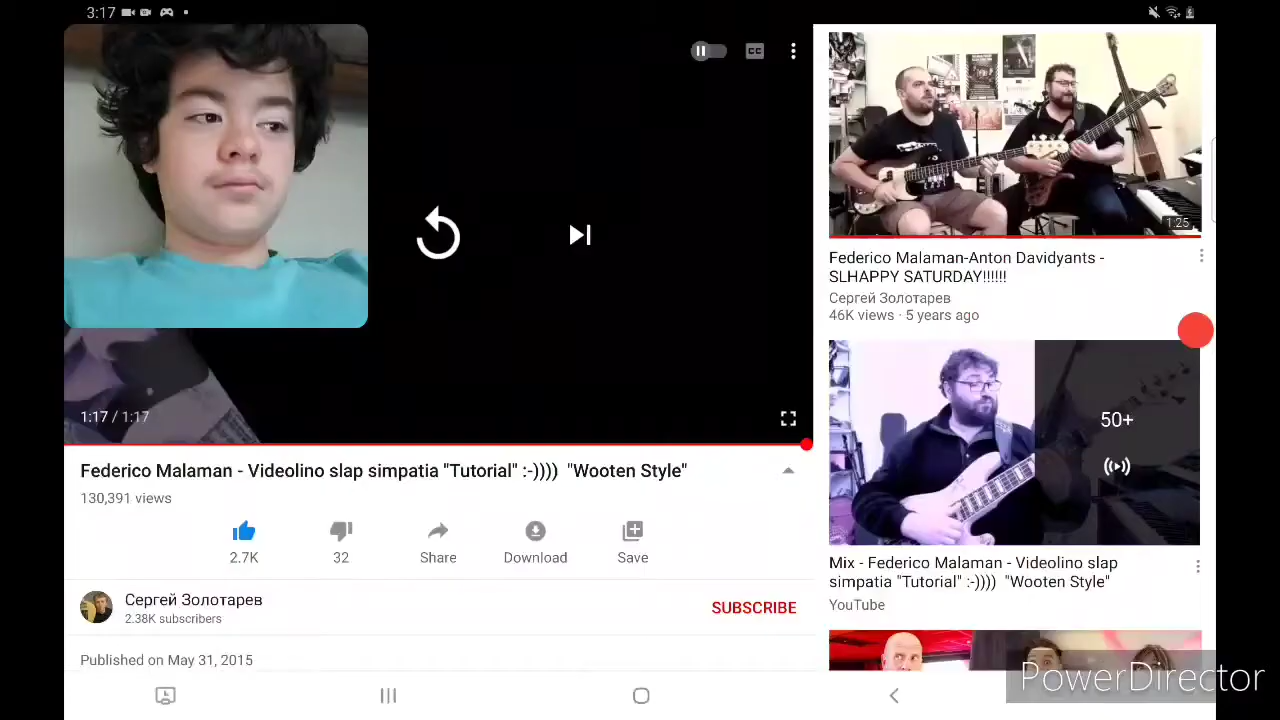 3:17
CC
1:17 / 1:17
Federico Malaman - Videolino slap simpatia "Tutorial" :-)))) "Wooten Style"
130,391 views
2.7K
32
Share
Download
Save
Сергей Золотарев
2.38K subscribers
SUBSCRIBE
Published on May 31, 2015
1:25
Federico Malaman-Anton Davidyants -
SLHAPPY SATURDAY!!!!!!
Сергей Золотарев
46K views · 5 years ago
50+
Mix - Federico Malaman - Videolino slap
simpatia "Tutorial" :-)))) "Wooten Style"
YouTube
PowerDirector